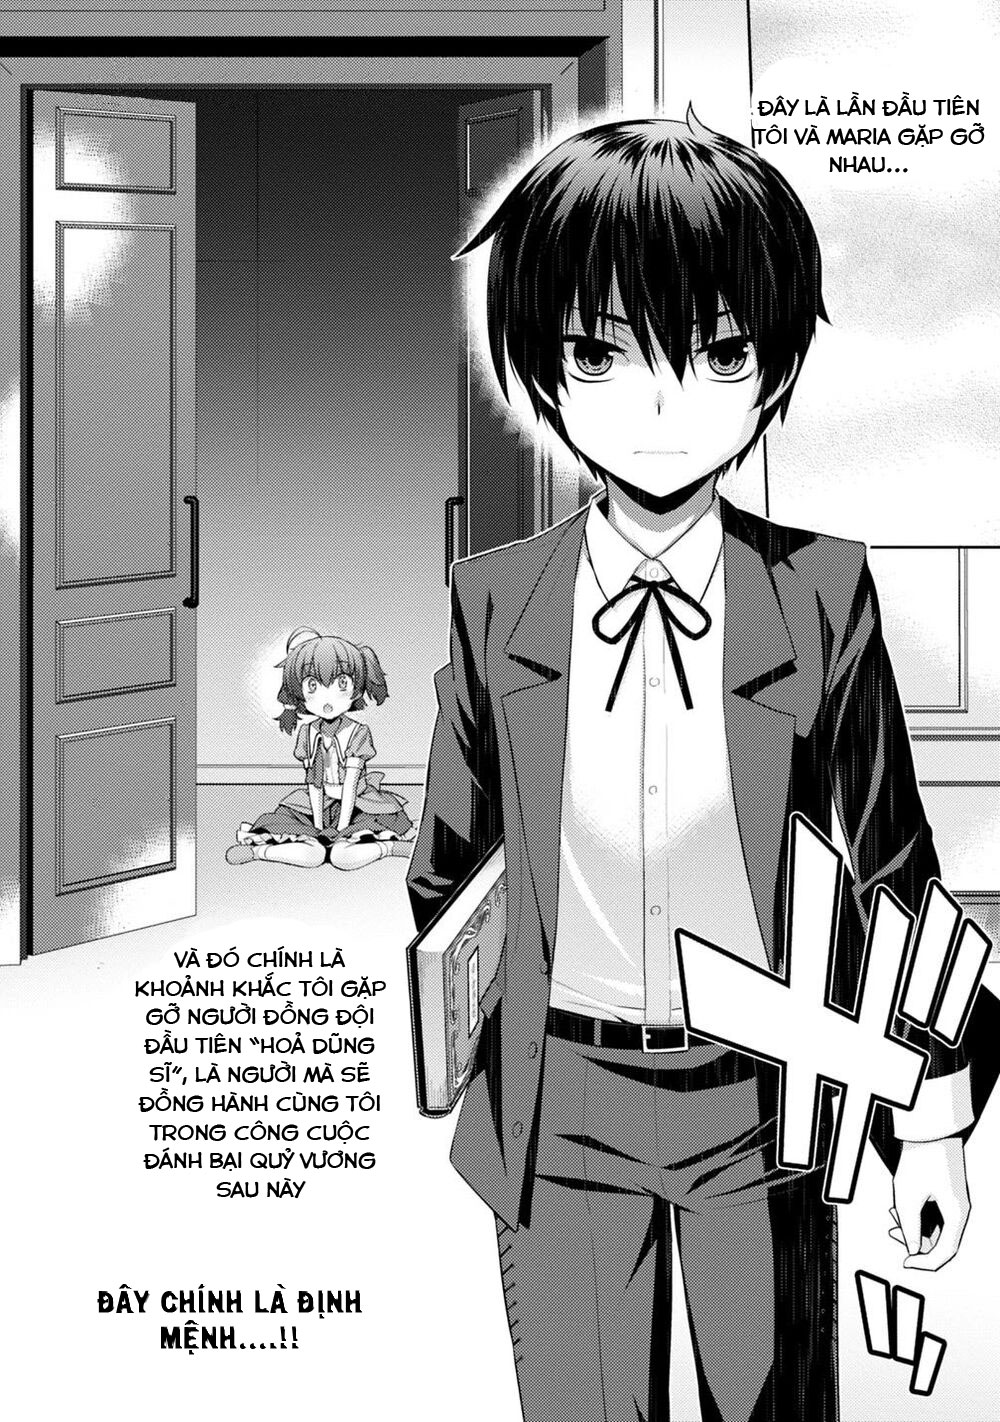 ĐÂY LÀ LẦN ĐẦU TIÊN
TÔI VÀ MARIA GẶP GỠ
NHAU...
VÀ ĐÓ CHÍNH LÀ
KHOẢNH KHẮC TÔI GẶP
GỠ NGƯỜI ĐỒNG ĐỘI
ĐẦU TIÊN “HOẢ DŨNG
SĨ”, LÀ NGƯỜI MÀ SẼ
ĐỒNG HÀNH CÙNG TÔI
TRONG CÔNG CUỘC
ĐÁNH BẠI QUỶ VƯƠNG
SAU NÀY
ĐÂY CHÍNH LÀ ĐỊNH
MỆNH....!!